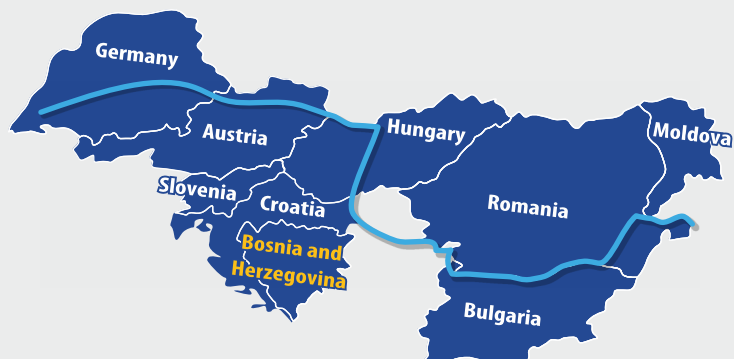 Germany
Austria
Hungary
Moldova
Slovenia
Croatia
Romania
Bosnia and
Herzegovina
Bulgaria